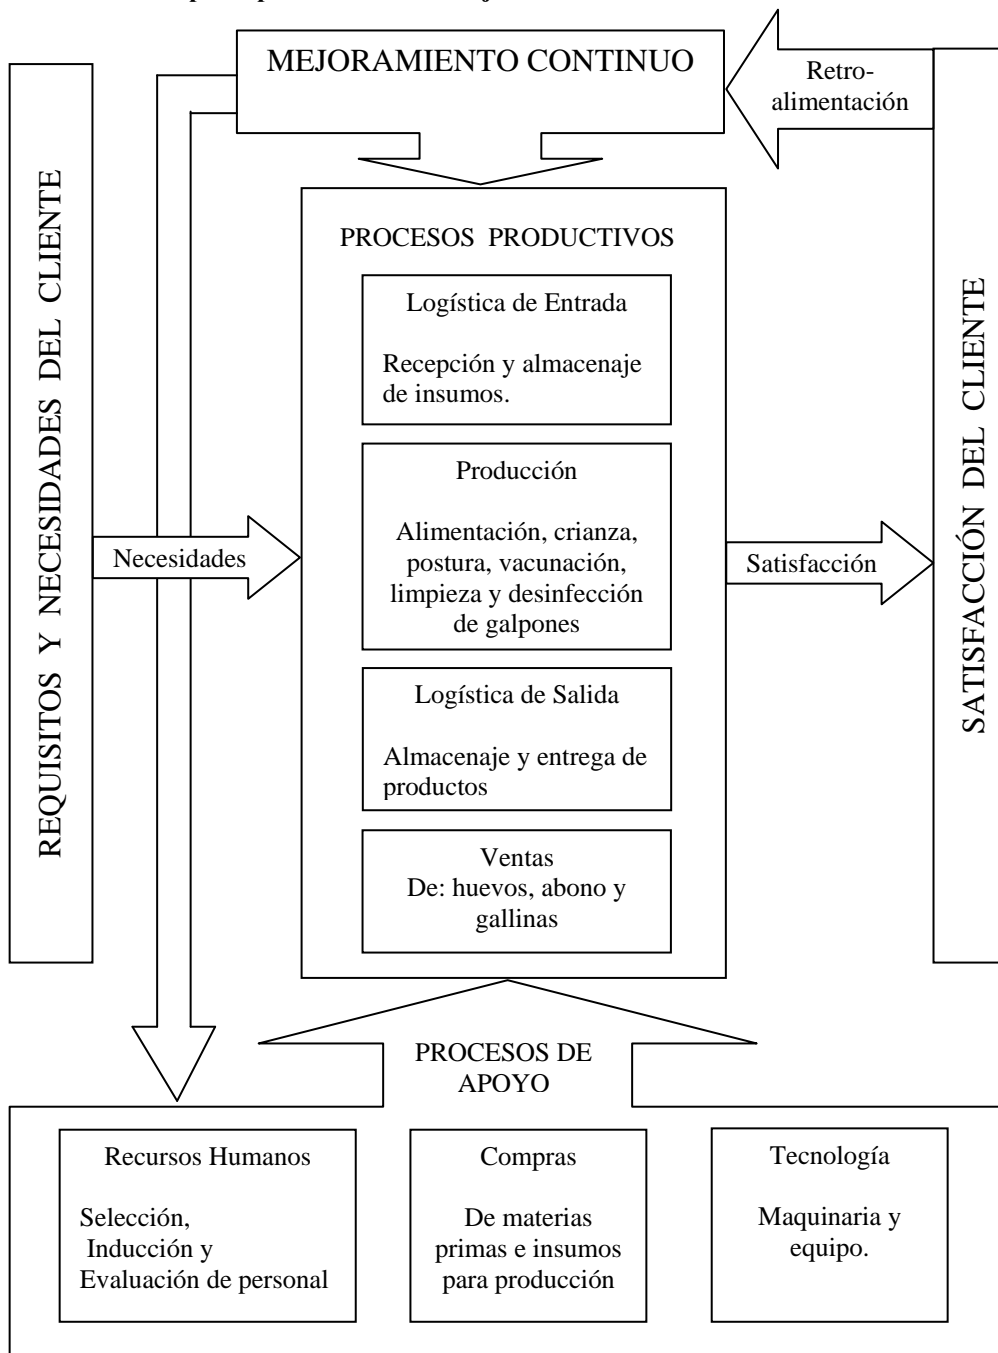 MEJORAMIENTO CONTINUO
Retro-
alimentación
REQUISITOS Y NECESIDADES DEL CLIENTE
PROCESOS PRODUCTIVOS
Logística de Entrada
Recepción y almacenaje
de insumos.
Producción
Alimentación, crianza,
postura, vacunación,
limpieza y desinfección
de galpones
Necesidades
Satisfacción
SATISFACCIÓN DEL CLIENTE
Logística de Salida
Almacenaje y entrega de
productos
Ventas
De: huevos, abono y
gallinas
PROCESOS DE
APOYO
Recursos Humanos
Selección,
Inducción y
Evaluación de personal
Compras
De materias
primas e insumos
para producción
Tecnología
Maquinaria y
equipo.